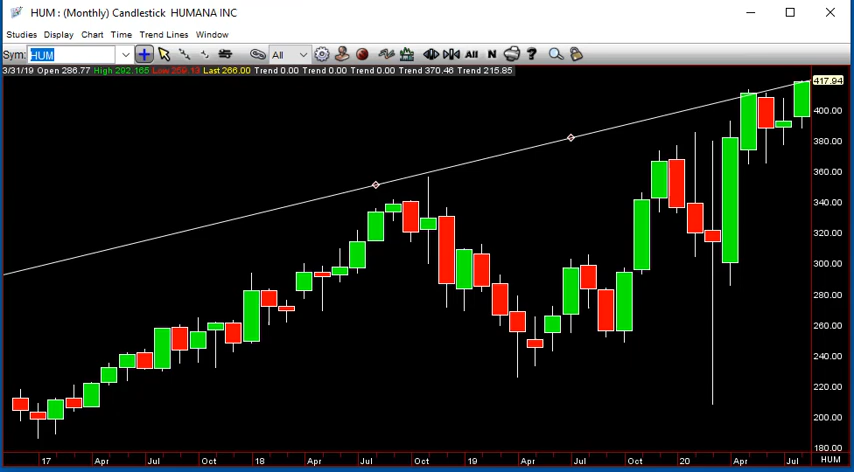 HUM : (Monthly) Candlestick HUMANA INC
Studies Display Chart Time Trend Lines Window
Sym: HUM All All N ?
3/31/19 Open 286.77 High 292.165 Low 259.13 Last 266.00 Trend 0.00 Trend 0.00 Trend 0.00 Trend 370.46 Trend 215.85
417.94
400.00
380.00
360.00
340.00
320.00
300.00
280.00
260.00
240.00
220.00
200.00
180.00
17 Apr Jul Oct 18 Apr Jul Oct 19 Apr Jul Oct 20 Apr Jul HUM